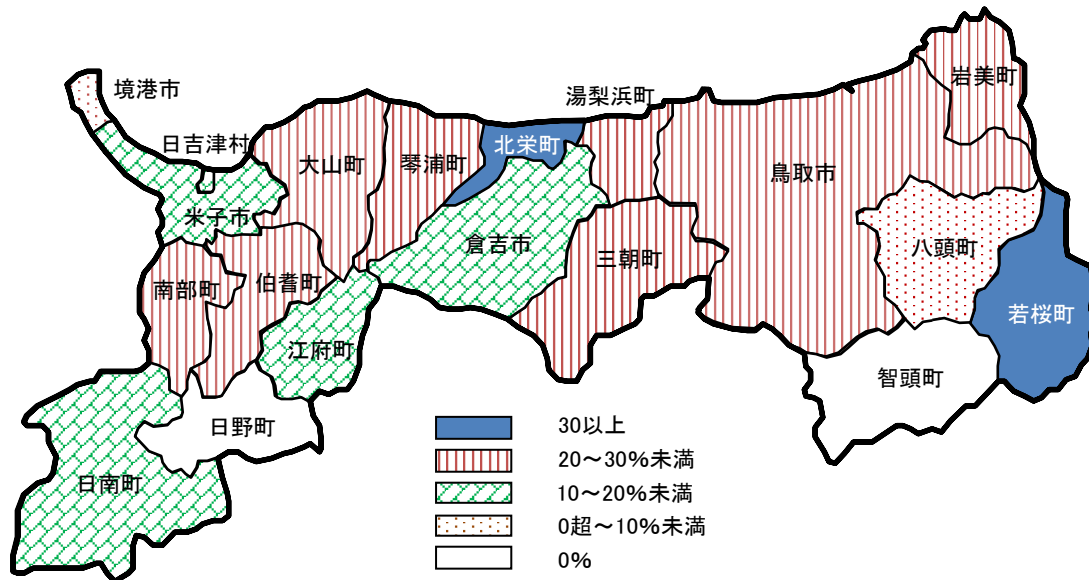 岩美町
境港市
湯梨浜町
日吉津村
北栄町
大山町
琴浦町
鳥取市
米子市
倉吉市
八頭町
三朝町
伯耆町
南部町
若桜町
江府町
智頭町
日野町
日南町
30以上
20～30%未満
10～20%未満
0超～10%未満
0%